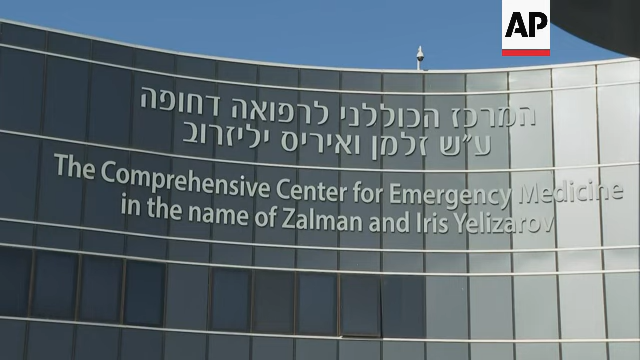 AP
המרכז הכוללני לרפואה דחופה
ע״ש זלמן ואיריס יליזרוב
The Comprehensive Center for Emergency Medicine
in the name of Zalman and Iris Yelizarov